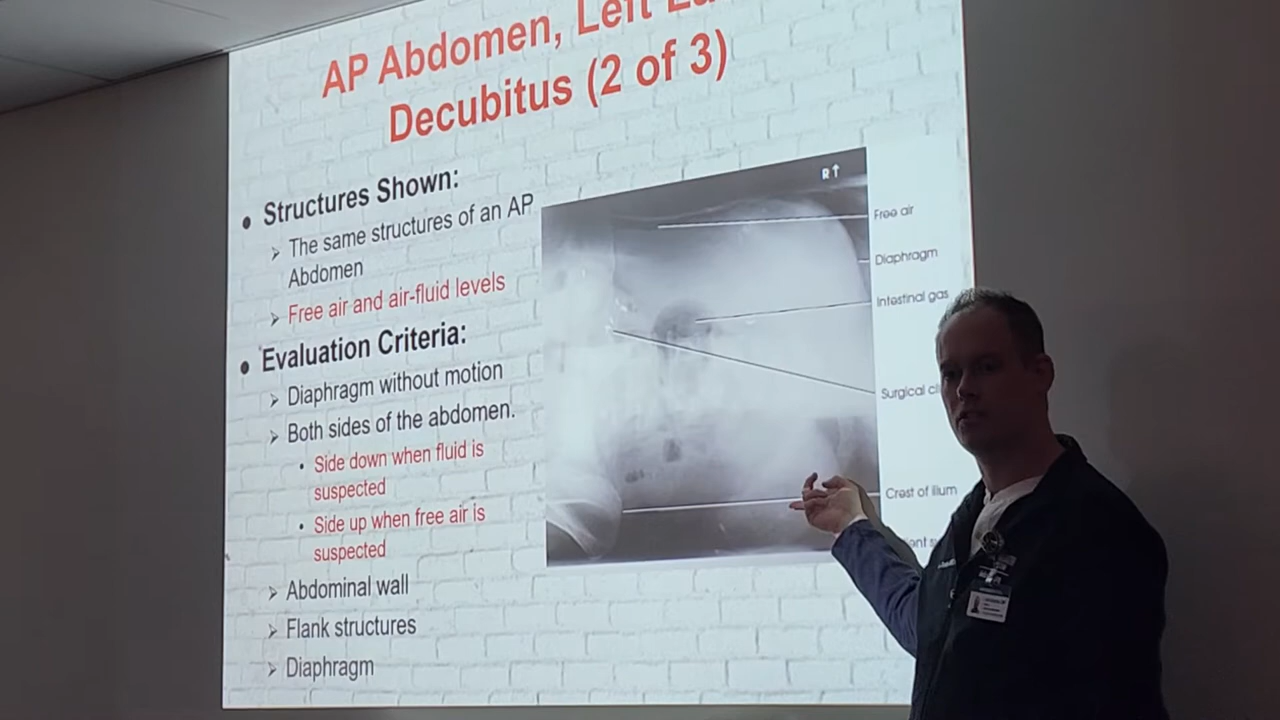 AP Abdomen, Left
Decubitus (2 of 3)
Structures Shown:
The same structures of an AP
Abdomen
Free air and air-fluid levels
Evaluation Criteria:
Diaphragm without motion
Both sides of the abdomen.
Side down when fluid is
suspected
Side up when free air is
suspected
Abdominal wall
Flank structures
Diaphragm
R↑
Free air
Diaphragm
Intestinal gas
Surgical
Crest of ilium